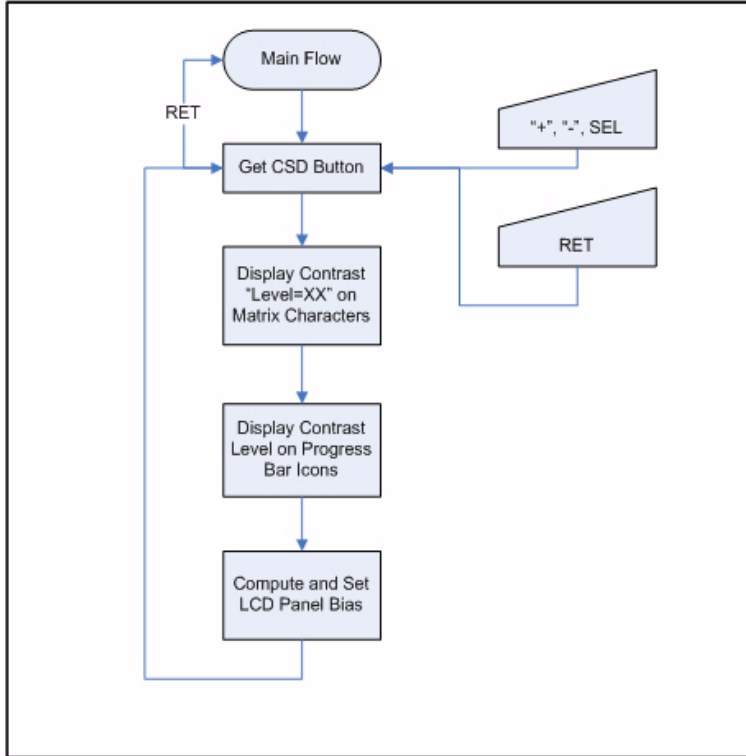 Main Flow
RET
“+”, “-”, SEL
Get CSD Button
RET
Display Contrast
“Level=XX” on
Matrix Characters
Display Contrast
Level on Progress
Bar Icons
Compute and Set
LCD Panel Bias